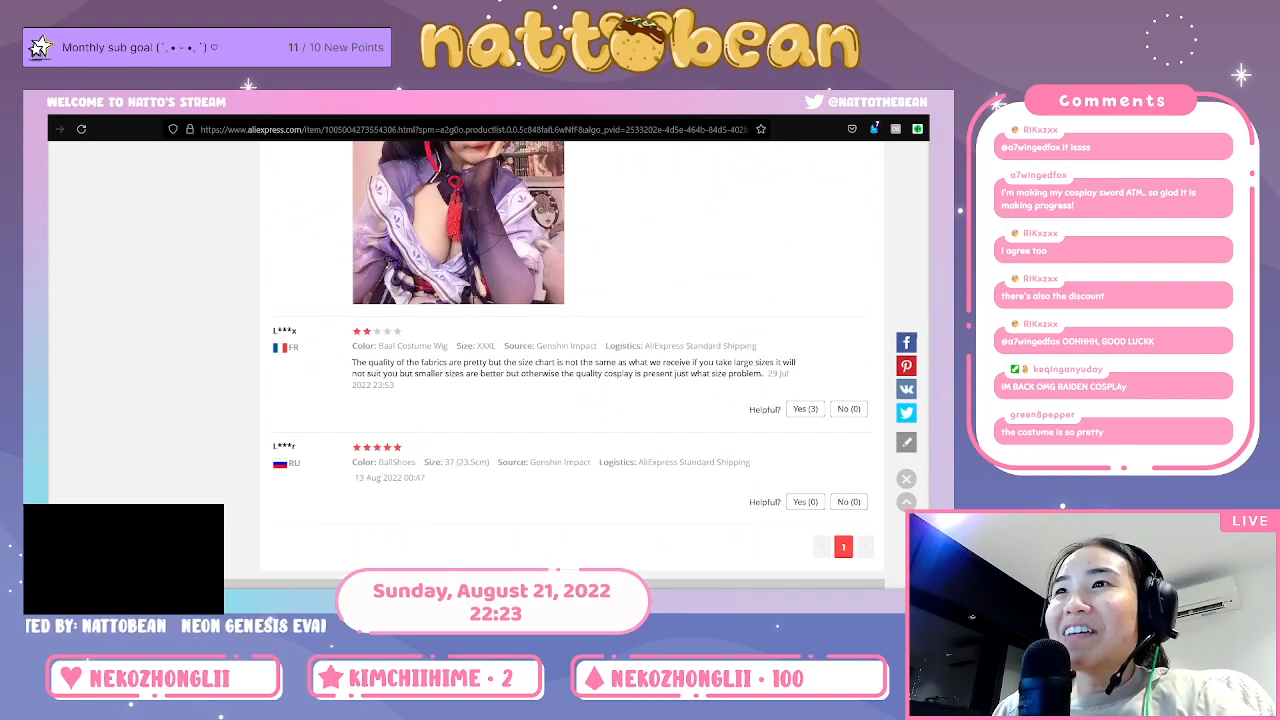 Monthly sub goal (´｡• ᵕ •｡`) ♡
11 / 10 New Points
nattobean
WELCOME TO NATTO'S STREAM
@NATTOTHEBEAN
L***x
FR
Color: Baal Costume Wig Size: XXXL Source: Genshin Impact Logistics: AliExpress Standard Shipping
The quality of the fabrics are pretty but the size chart is not the same as what we receive if you take large sizes it will
not suit you but smaller sizes are better but otherwise the quality cosplay is present just what size problem. 29 Jul
2022 23:53
Helpful? Yes (3) No (0)
L***r
RU
Color: BallShoes Size: 37 (23.5cm) Source: Genshin Impact Logistics: AliExpress Standard Shipping
13 Aug 2022 00:47
Helpful? Yes (0) No (0)
1
Comments
RIKxzxx
@a7wingedfox it issss
a7wingedfox
I'm making my cosplay sword ATM.. so glad it is
making progress!
RIKxzxx
I agree too
RIKxzxx
there's also the discount
RIKxzxx
@a7wingedfox OOHHHH, GOOD LUCKK
keqinganyuday
IM BACK OMG RAIDEN COSPLAy
green8pepper
the costume is so pretty
LIVE
Sunday, August 21, 2022
22:23
TED BY: NATTOBEAN NEON GENESIS EVAN
NEKOZHONGLII
KIMCHIIHIME • 2
NEKOZHONGLII • 100